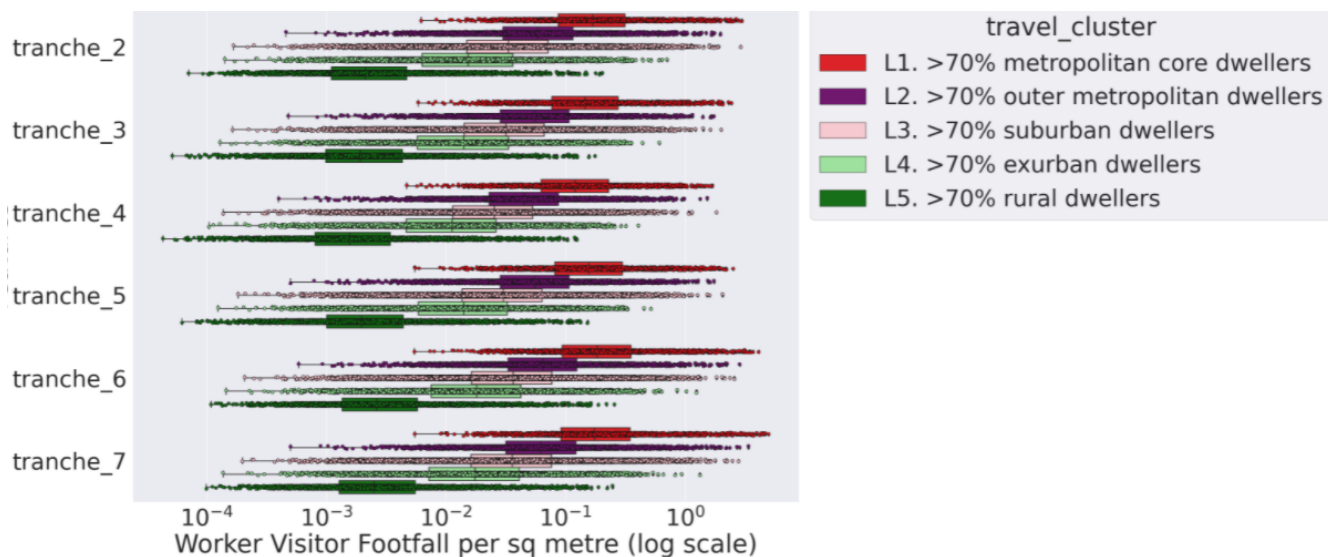 tranche_2
tranche_3
tranche_4
tranche_5
tranche_6
tranche_7
10⁻⁴ 10⁻³ 10⁻² 10⁻¹ 10⁰
Worker Visitor Footfall per sq metre (log scale)
travel_cluster
L1. >70% metropolitan core dwellers
L2. >70% outer metropolitan dwellers
L3. >70% suburban dwellers
L4. >70% exurban dwellers
L5. >70% rural dwellers